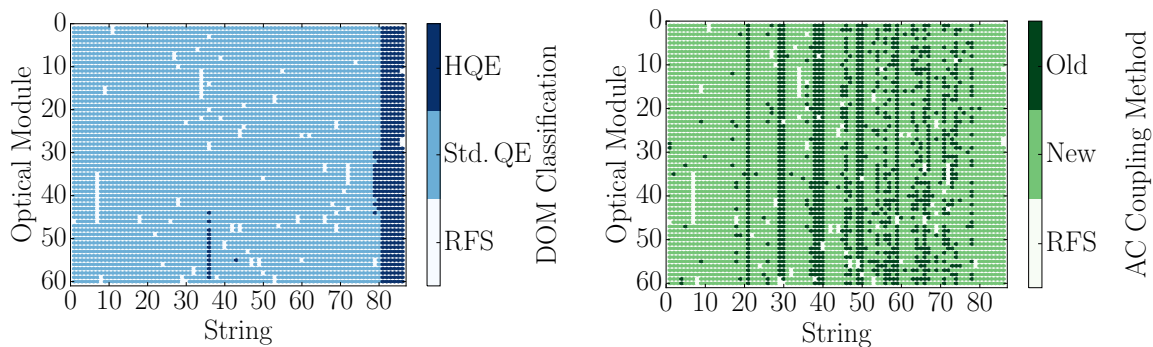 0
10
20
30
40
50
60
Optical Module
0 10 20 30 40 50 60 70 80
String
HQE
Std. QE
RFS
DOM Classification
0
10
20
30
40
50
60
Optical Module
0 10 20 30 40 50 60 70 80
String
Old
New
RFS
AC Coupling Method